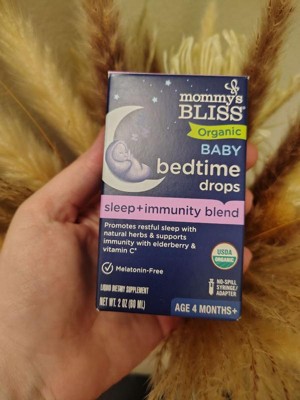 mommy's
BLISS
Organic
BABY
bedtime
drops
sleep+immunity blend
Promotes restful sleep with
natural herbs & supports
immunity with elderberry &
vitamin C*
Melatonin-Free
USDA
ORGANIC
LIQUID DIETARY SUPPLEMENT
NET WT. 2 OZ (60 ML)
NO-SPILL
SYRINGE/
ADAPTER
AGE 4 MONTHS+